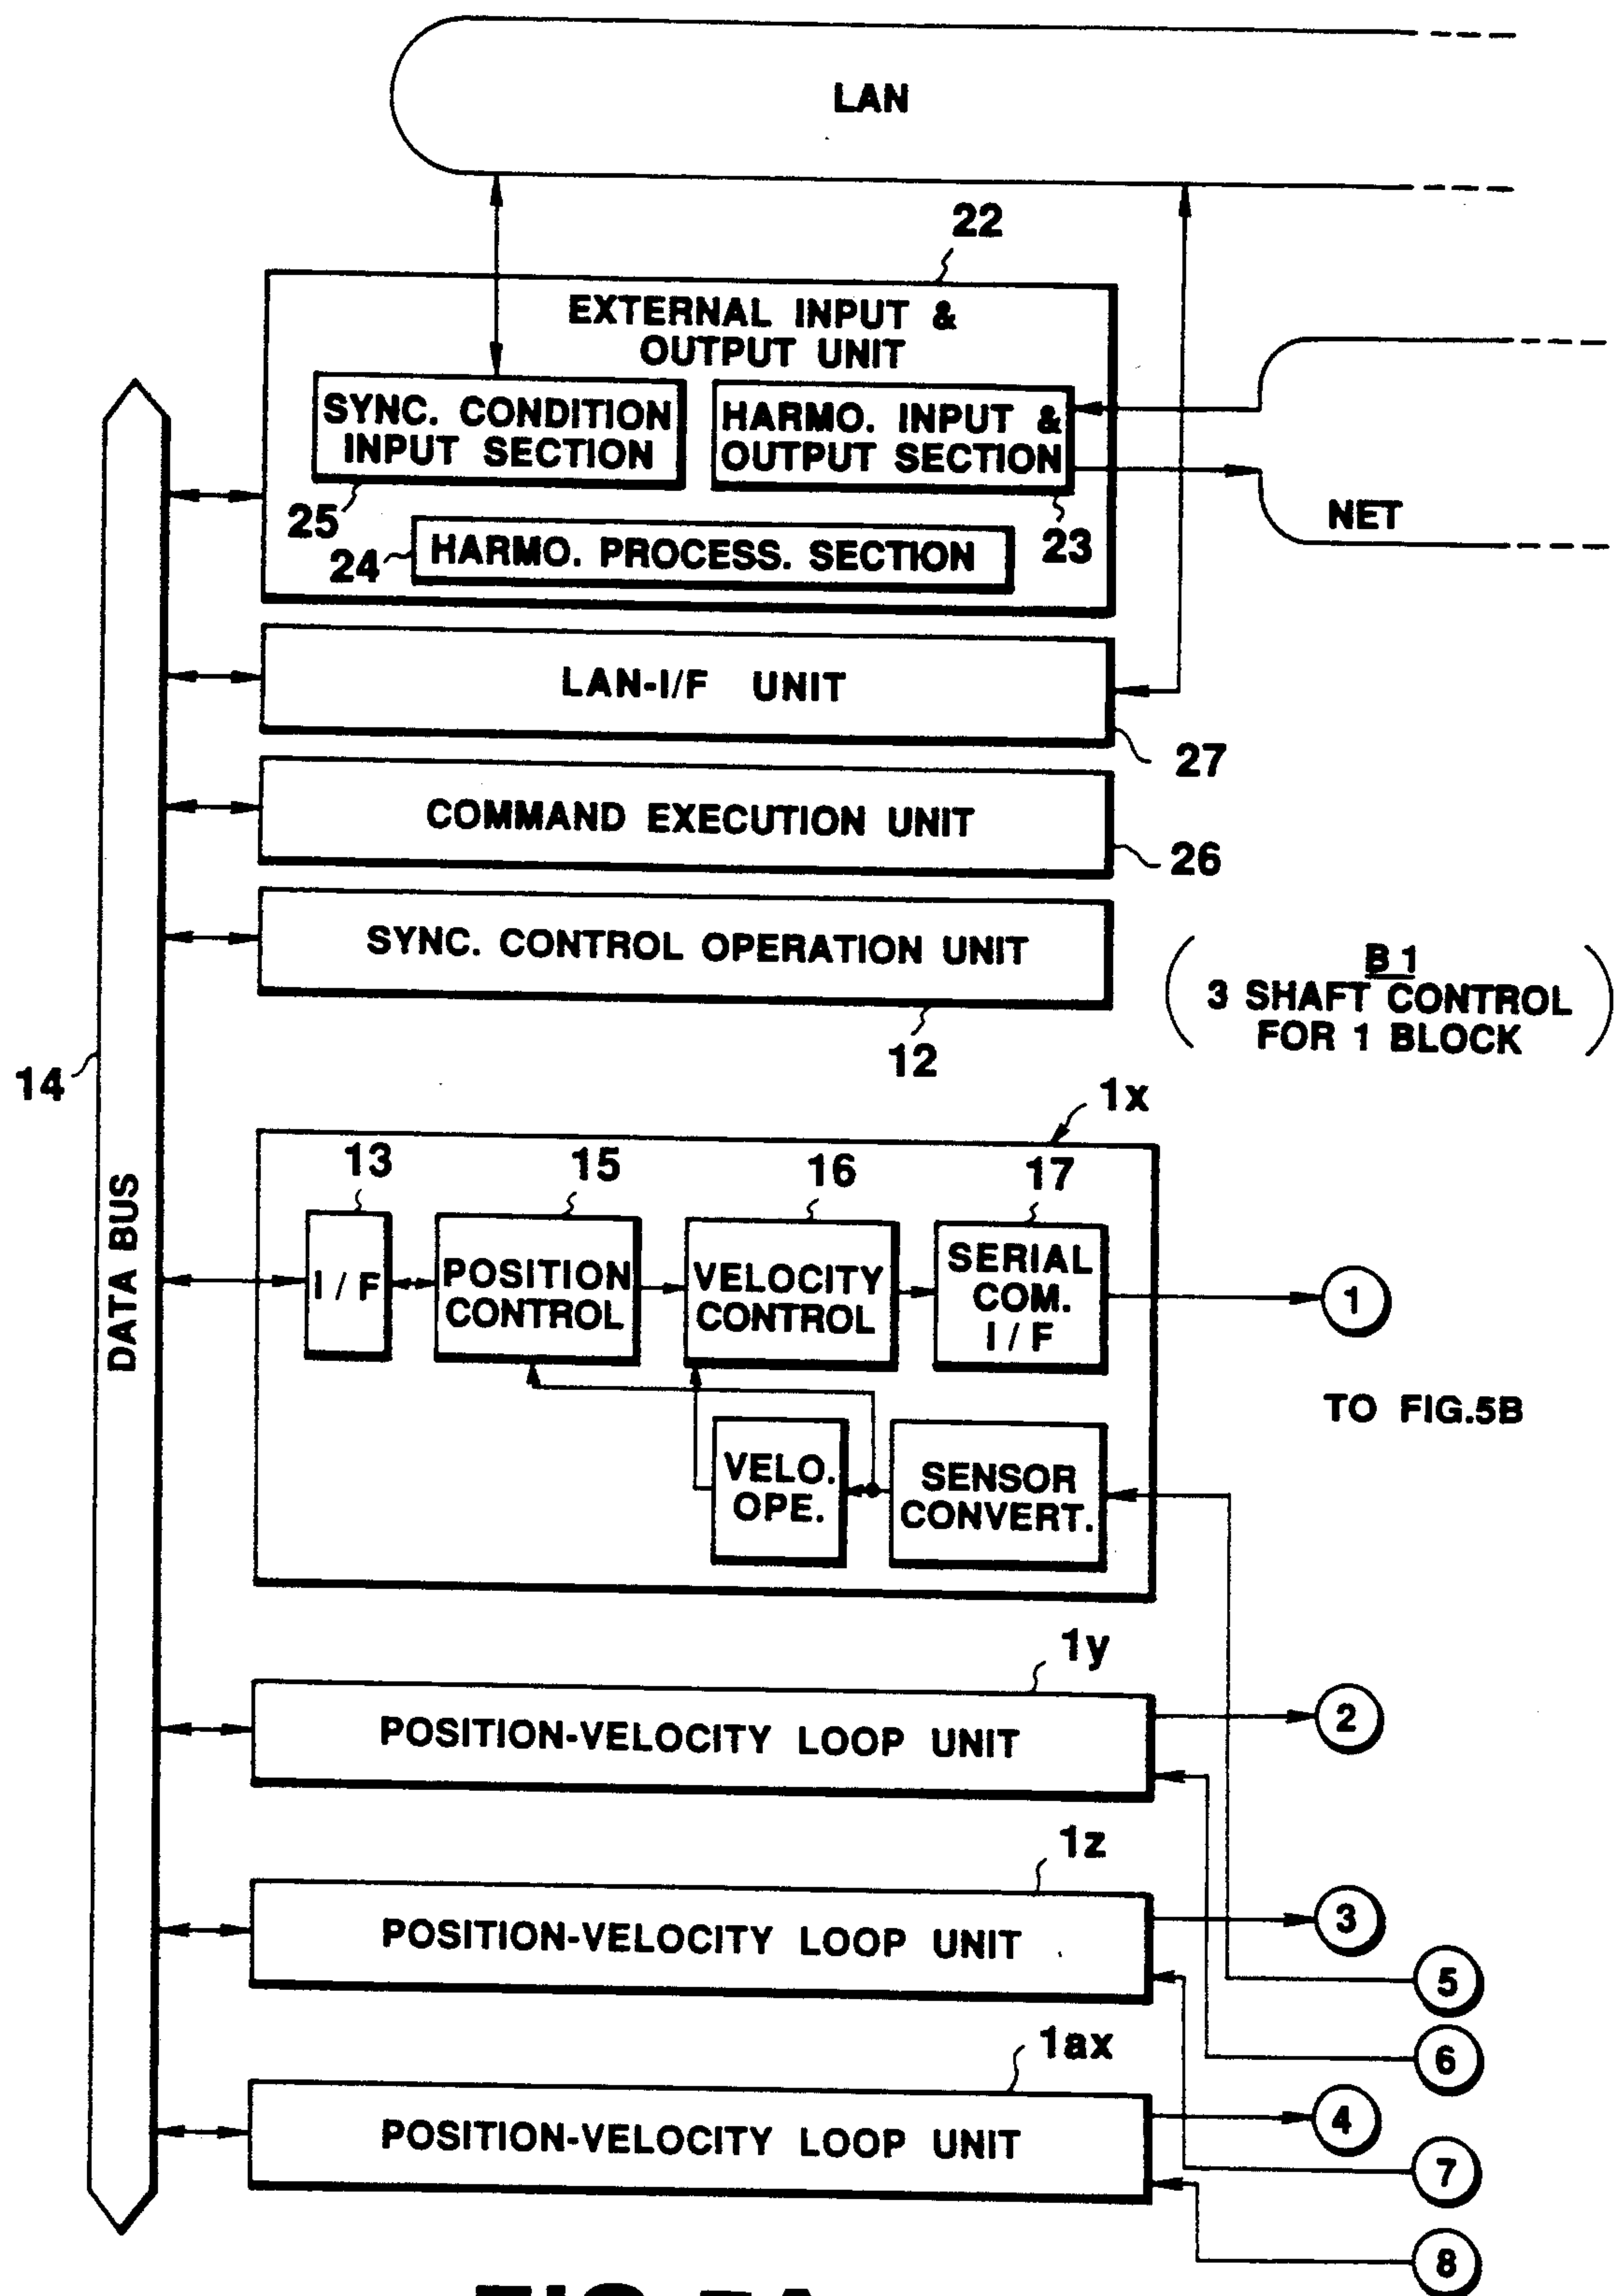 LAN
22
EXTERNAL INPUT &
OUTPUT UNIT
SYNC. CONDITION
INPUT SECTION
HARMO. INPUT &
OUTPUT SECTION
25
23
NET
24
HARMO. PROCESS. SECTION
LAN-I/F UNIT
27
COMMAND EXECUTION UNIT
26
SYNC. CONTROL OPERATION UNIT
12
B 1
3 SHAFT CONTROL
FOR 1 BLOCK
14
DATA BUS
1x
13
15
16
17
I / F
POSITION
CONTROL
VELOCITY
CONTROL
SERIAL
COM.
I / F
1
TO FIG.5B
VELO.
OPE.
SENSOR
CONVERT.
1y
POSITION-VELOCITY LOOP UNIT
2
1z
POSITION-VELOCITY LOOP UNIT
3
5
6
1ax
POSITION-VELOCITY LOOP UNIT
4
7
8